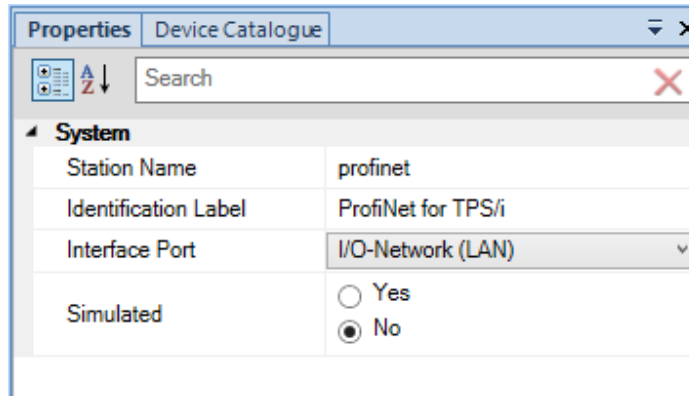 Properties Device Catalogue
A Z Search
System
Station Name profinet
Identification Label ProfiNet for TPS/i
Interface Port I/O-Network (LAN)
Simulated Yes
No